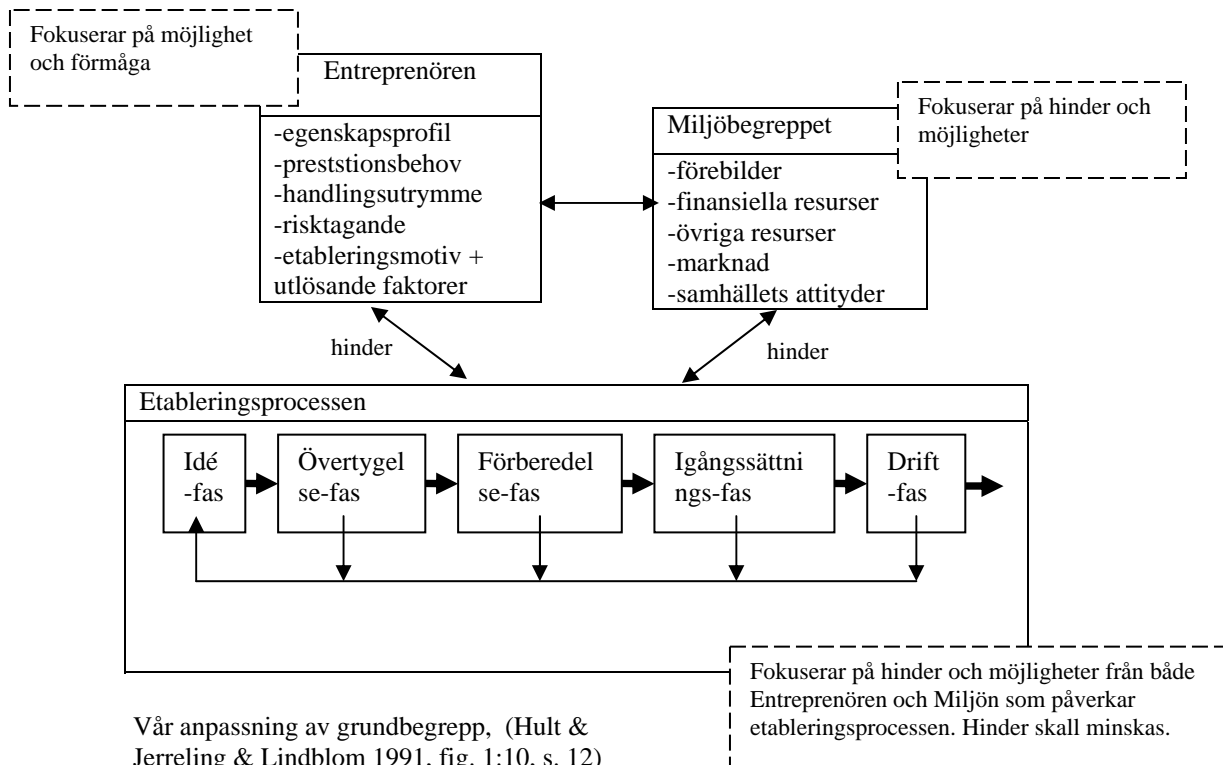 Fokuserar på möjlighet
och förmåga
Entreprenören
-egenskapsprofil
-preststionsbehov
-handlingsutrymme
-risktagande
-etableringsmotiv +
utlösande faktorer
Miljöbegreppet
-förebilder
-finansiella resurser
-övriga resurser
-marknad
-samhällets attityder
Fokuserar på hinder och
möjligheter
hinder
hinder
Etableringsprocessen
Idé
-fas
Övertygel
se-fas
Förberedel
se-fas
Igångssättni
ngs-fas
Drift
-fas
Fokuserar på hinder och möjligheter från både
Entreprenören och Miljön som påverkar
etableringsprocessen. Hinder skall minskas.
Vår anpassning av grundbegrepp, (Hult &
Jerreling & Lindblom 1991, fig. 1:10, s. 12)